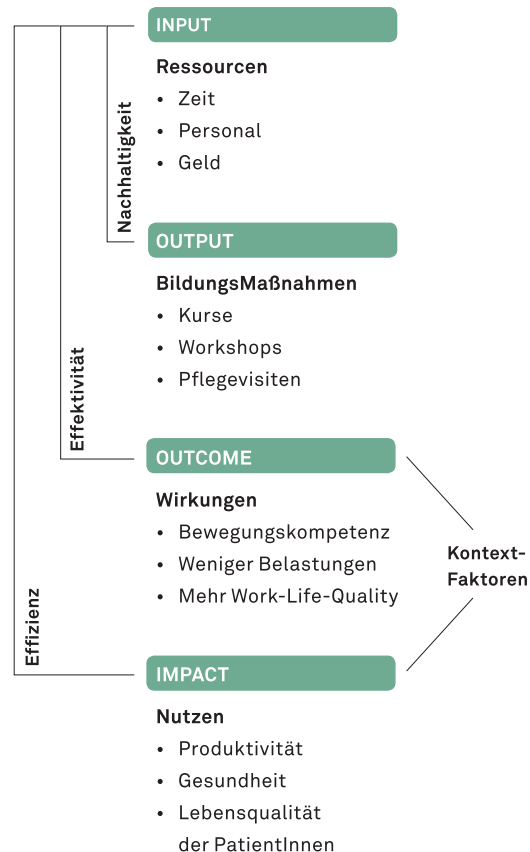 INPUT
Ressourcen
• Zeit
• Personal
• Geld
Nachhaltigkeit
OUTPUT
BildungsMaßnahmen
• Kurse
• Workshops
• Pflegevisiten
Effektivität
OUTCOME
Wirkungen
• Bewegungskompetenz
• Weniger Belastungen
• Mehr Work-Life-Quality
Kontext-
Faktoren
Effizienz
IMPACT
Nutzen
• Produktivität
• Gesundheit
• Lebensqualität
der PatientInnen